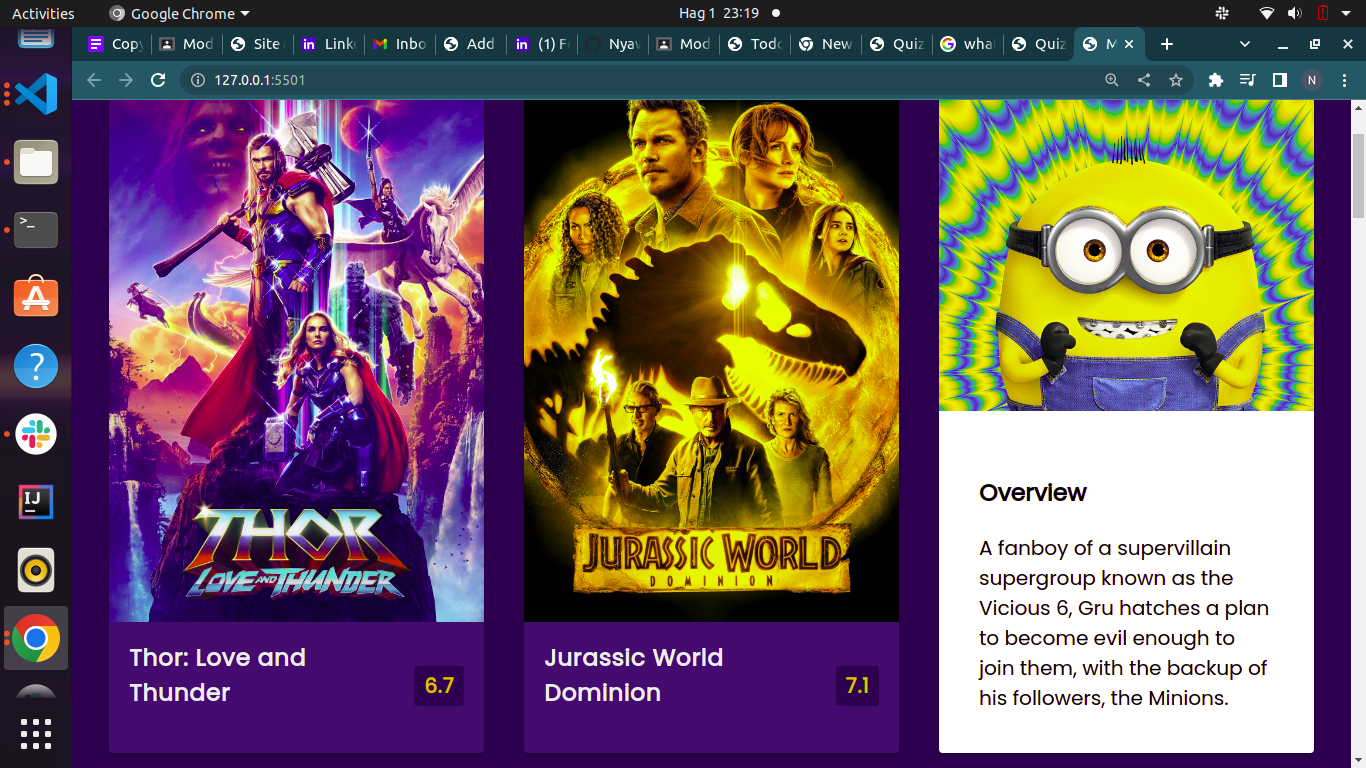 Activities
Google Chrome
Hag 1 23:19
Copy
Mod
Site
Link
Inbo
Add
(1) F
Nyav
Mod
Todo
New
Quiz
wha
Quiz
M
127.0.0.1:5501
N
THOR
LOVE AND THUNDER
JURASSIC WORLD
DOMINION
Thor: Love and
Thunder
6.7
Jurassic World
Dominion
7.1
Overview
A fanboy of a supervillain
supergroup known as the
Vicious 6, Gru hatches a plan
to become evil enough to
join them, with the backup of
his followers, the Minions.